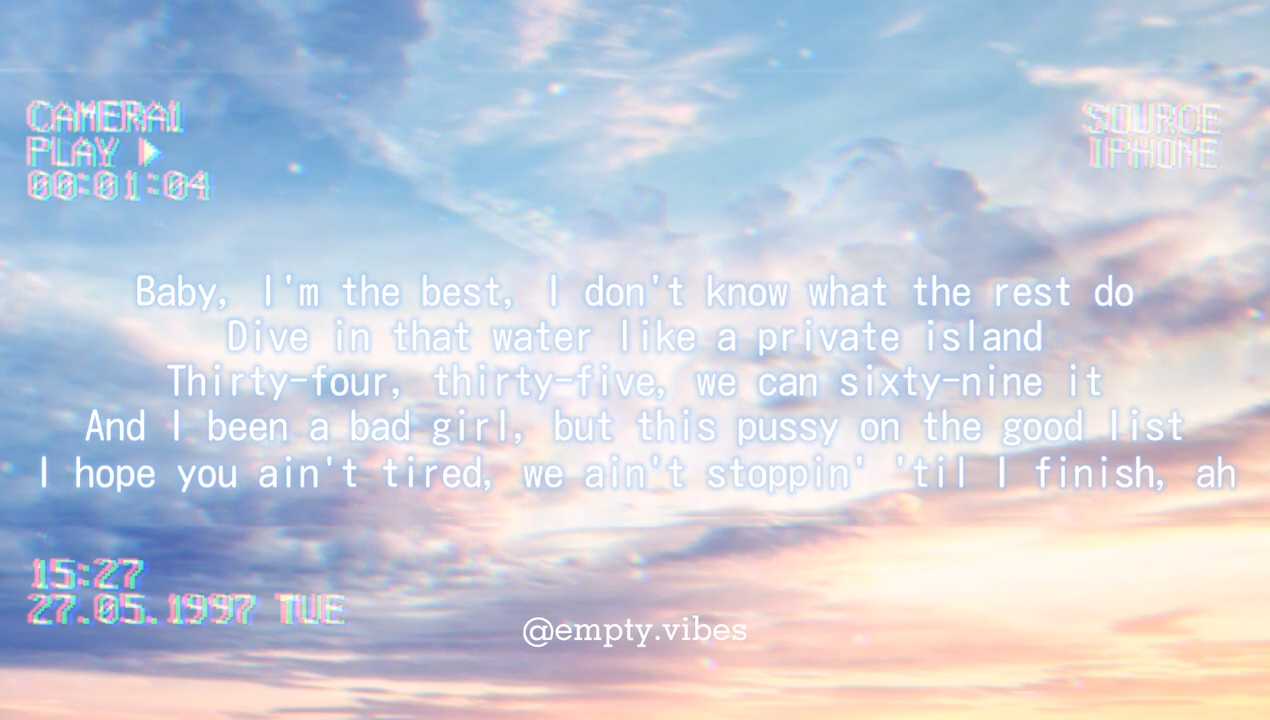 CAMERA1
PLAY
00:01:04
SOURCE
IPHONE
Baby, I'm the best, I don't know what the rest do
Dive in that water like a private island
Thirty-four, thirty-five, we can sixty-nine it
And I been a bad girl, but this pussy on the good list
I hope you ain't tired, we ain't stoppin' 'til I finish, ah
15:27
27.05.1997 TUE
@empty.vibes